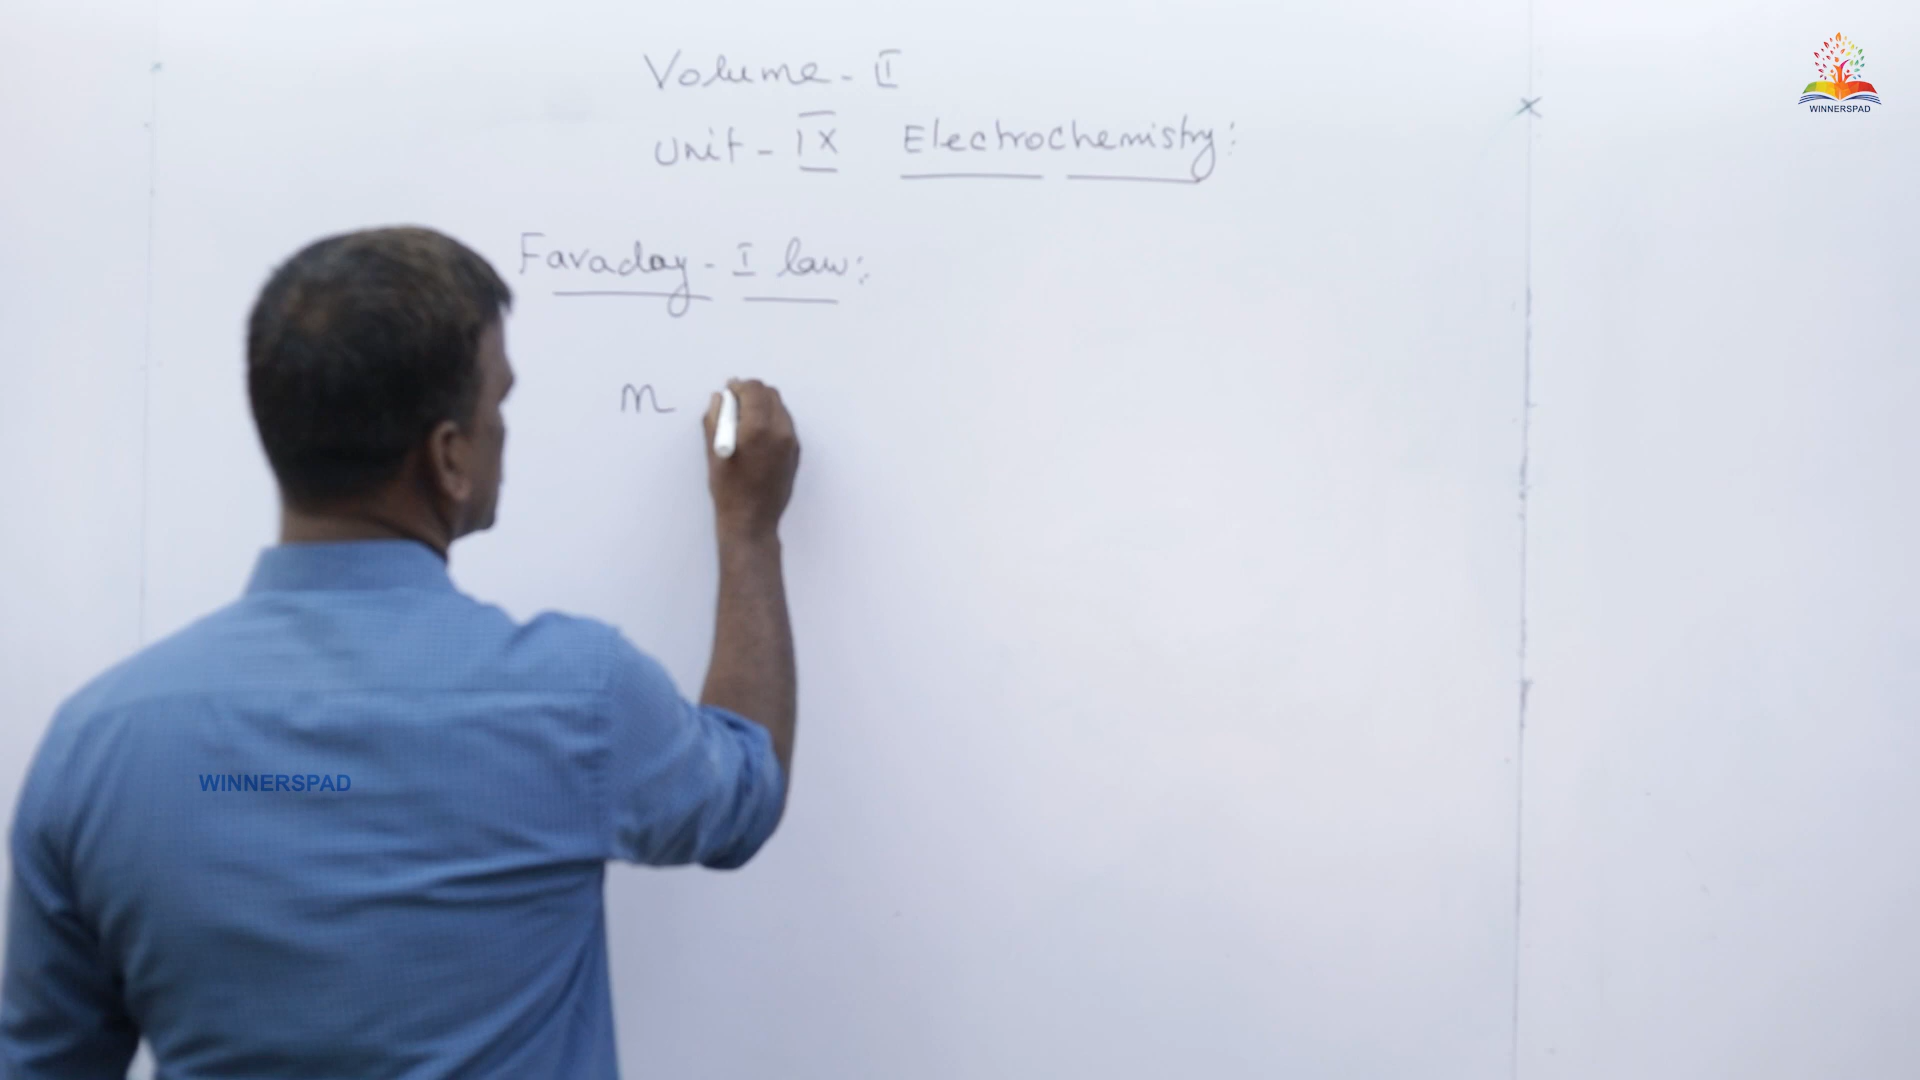 Volume - II
Unit - IX Electrochemistry:
Faraday - I law:
m
WINNERSPAD
WINNERSPAD